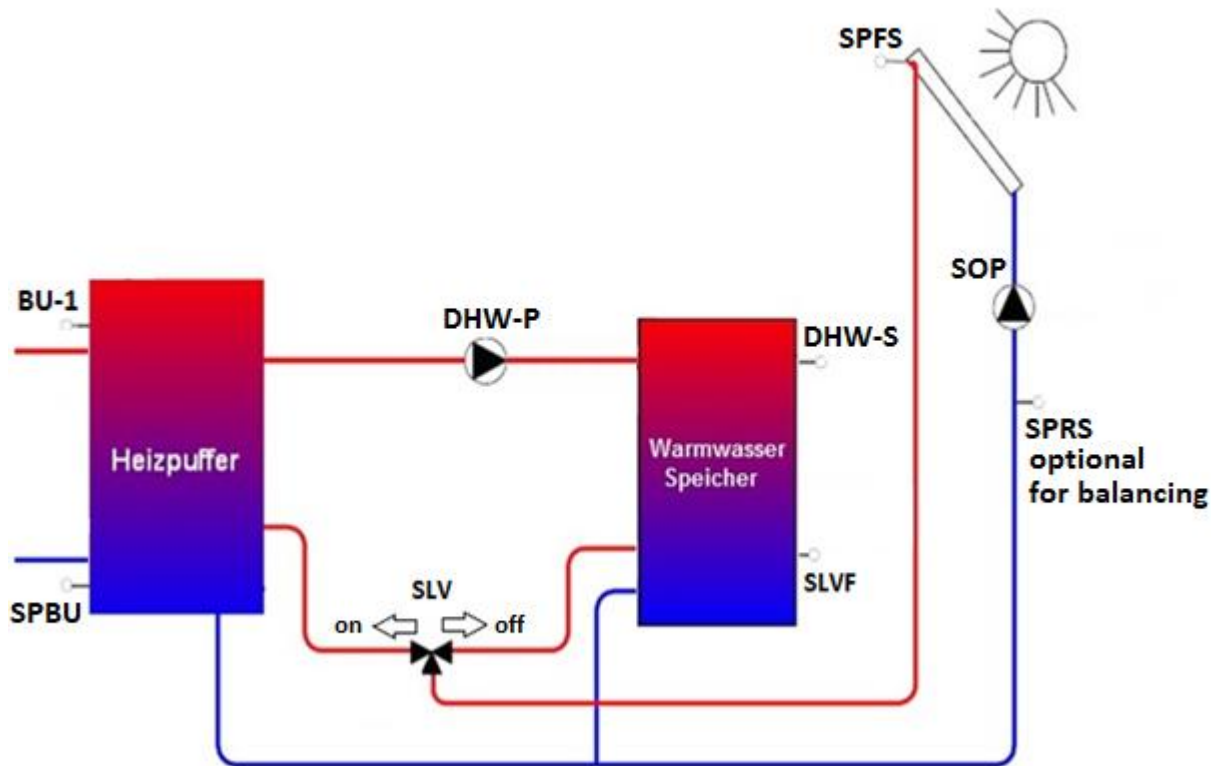 SPFS
SOP
BU-1
DHW-P
DHW-S
SPRS
optional
for balancing
Heizpuffer
Warmwasser
Speicher
SPBU
SLV
SLVF
on
off